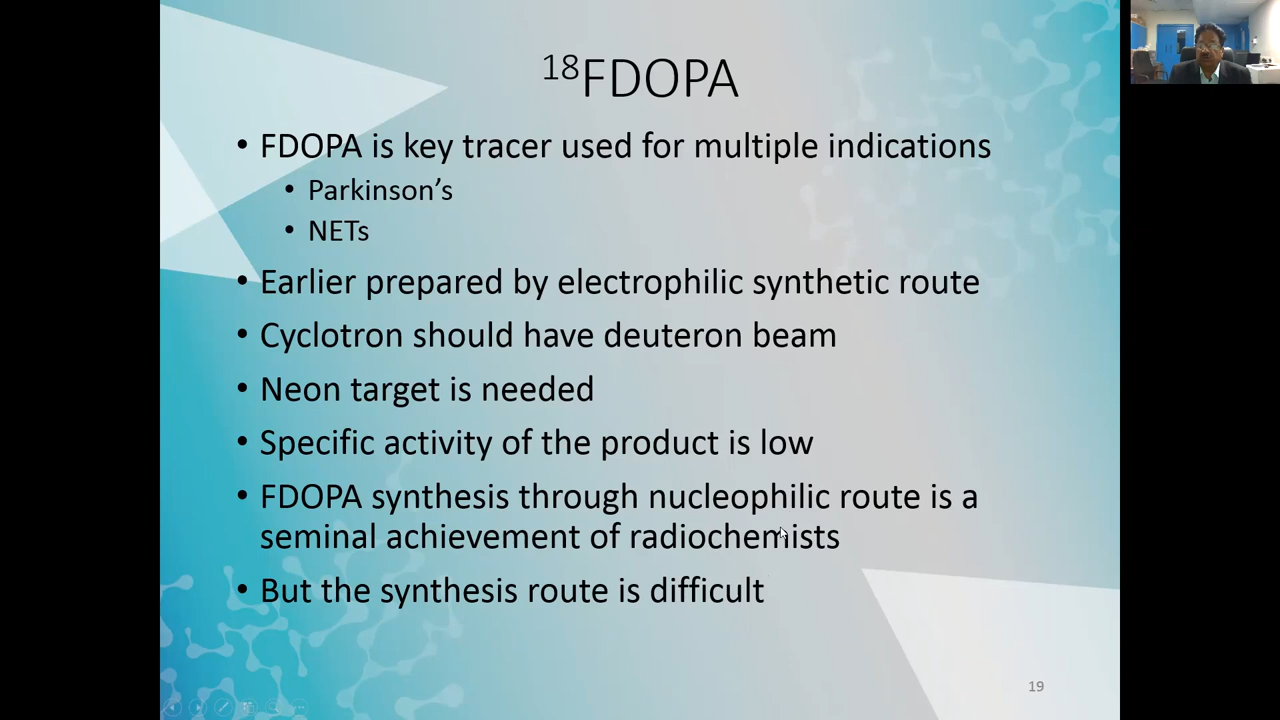 18FDOPA
• FDOPA is key tracer used for multiple indications
• Parkinson’s
• NETs
• Earlier prepared by electrophilic synthetic route
• Cyclotron should have deuteron beam
• Neon target is needed
• Specific activity of the product is low
• FDOPA synthesis through nucleophilic route is a
seminal achievement of radiochemists
• But the synthesis route is difficult
19